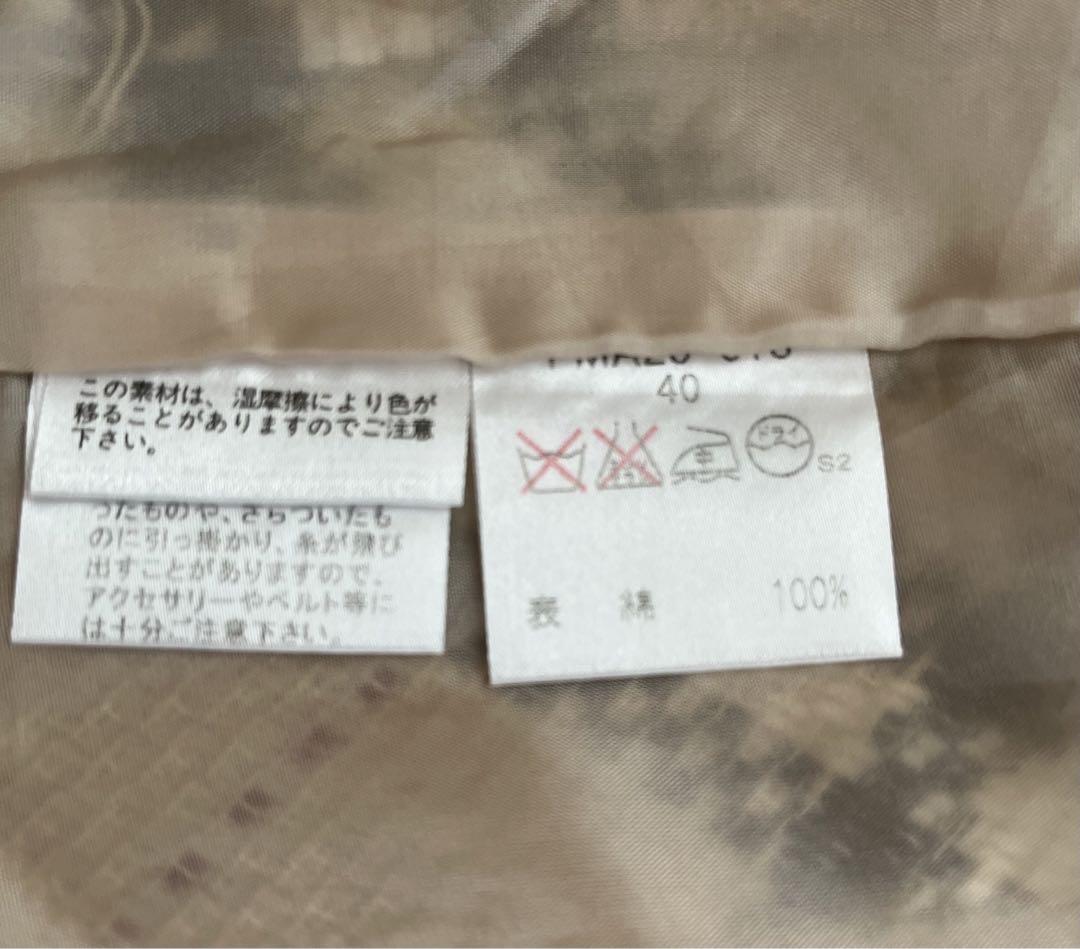 この素材は、湿摩擦により色が
移ることがありますのでご注意
下さい。
ったものや、ざらついたも
のに引っ掛かり、糸が飛び
出すことがありますので、
アクセサリーやベルト等に
は十分ご注意下さい。
40
中
ドライ
S2
表 綿 100%